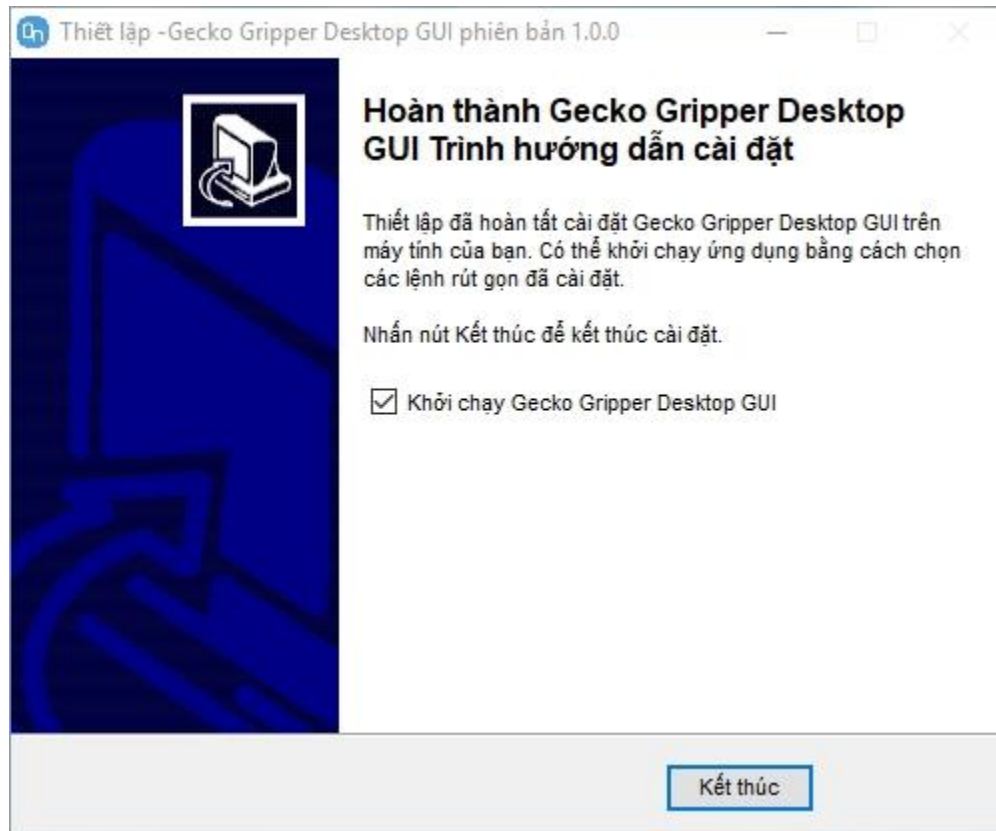 Thiết lập -Gecko Gripper Desktop GUI phiên bản 1.0.0
Hoàn thành Gecko Gripper Desktop
GUI Trình hướng dẫn cài đặt
Thiết lập đã hoàn tất cài đặt Gecko Gripper Desktop GUI trên
máy tính của bạn. Có thể khởi chạy ứng dụng bằng cách chọn
các lệnh rút gọn đã cài đặt.
Nhấn nút Kết thúc để kết thúc cài đặt.
Khởi chạy Gecko Gripper Desktop GUI
Kết thúc